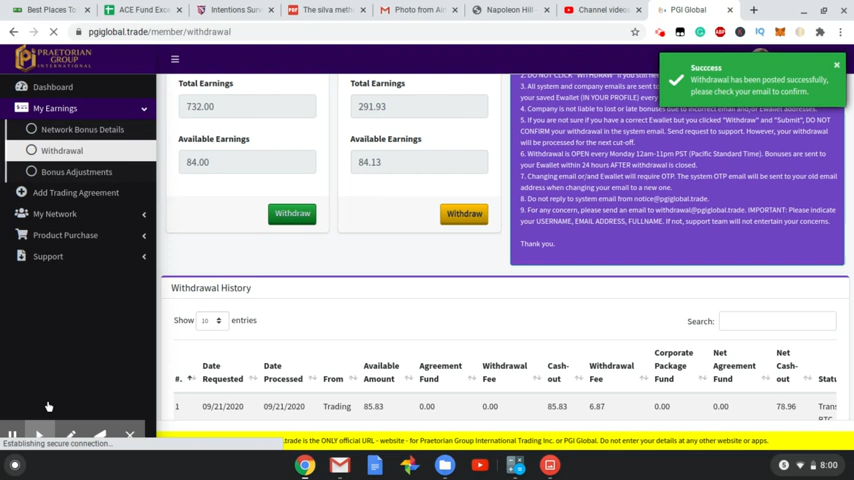 Best Places To
ACE Fund Exc
Intentions Surv
The silva meth
Photo from Air
Napoleon Hill
Channel video
PGI Global
pgiglobal.trade/member/withdrawal
PRAETORIAN
GROUP
INTERNATIONAL
Dashboard
My Earnings
Network Bonus Details
Withdrawal
Bonus Adjustments
Add Trading Agreement
My Network
Product Purchase
Support
Total Earnings
732.00
Available Earnings
84.00
Withdraw
Total Earnings
291.93
Available Earnings
84.13
Withdraw
Succcess
Withdrawal has been posted successfully,
please check your email to confirm.
3. All system and company emails are sent to
your saved Ewallet (IN YOUR PROFILE) every
4. Company is not liable to lost or late bonuses due to incorrect email and/or Ewallet addresses.
5. If you are not sure if you have a correct Ewallet but you clicked "Withdraw" and "Submit", DO NOT
CONFIRM your withdrawal in the system email. Send request to support. However, your withdrawal
will be processed for the next cut-off.
6. Withdrawal is OPEN every Monday 12am-11pm PST (Pacific Standard Time). Bonuses are sent to
your Ewallet within 24 hours AFTER withdrawal is closed.
7. Changing email or/and Ewallet will require OTP. The system OTP email will be sent to your old email
address when changing your email to a new one.
8. Do not reply to system email from notice@pgiglobal.trade.
9. For any concern, please send an email to withdrawal@pgiglobal.trade. IMPORTANT: Please indicate
your USERNAME, EMAIL ADDRESS, FULLNAME. If not, support team will not entertain your concerns.
Thank you.
Withdrawal History
Show 10 entries
Search:
#. Date Requested Date Processed From Available Amount Agreement Fund Withdrawal Fee Cash-out Withdrawal Fee Corporate Package Fund Net Agreement Fund Net Cash-out Statu
1 09/21/2020 09/21/2020 Trading 85.83 0.00 0.00 85.83 6.87 0.00 0.00 78.96 Trans
Establishing secure connection...
.trade is the ONLY official URL - website - for Praetorian Group International Trading Inc. or PGI Global. Do not enter your details at any other website or apps.
8:00